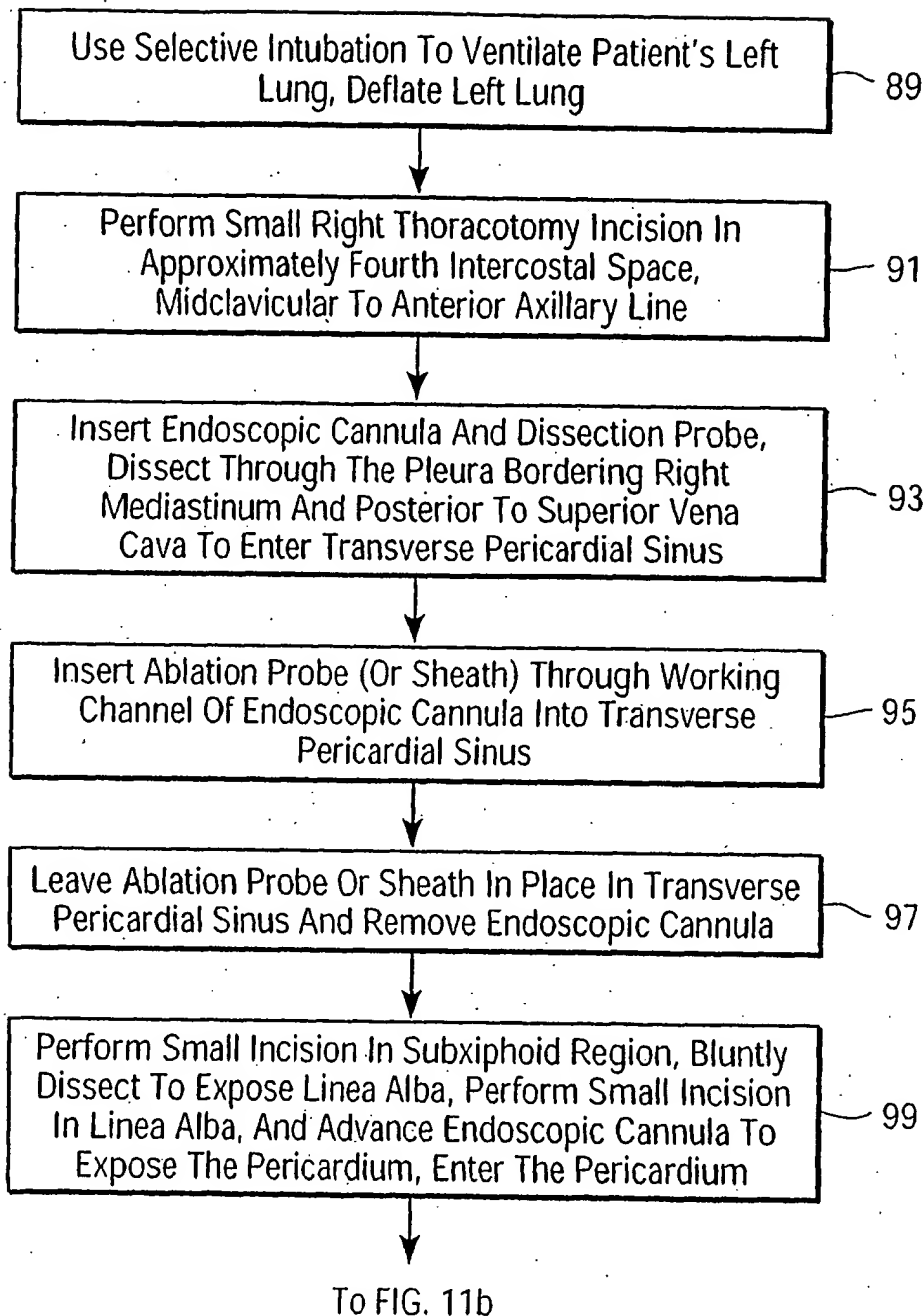 Use Selective Intubation To Ventilate Patient's Left
Lung, Deflate Left Lung
89
Perform Small Right Thoracotomy Incision In
Approximately Fourth Intercostal Space,
Midclavicular To Anterior Axillary Line
91
Insert Endoscopic Cannula And Dissection Probe,
Dissect Through The Pleura Bordering Right
Mediastinum And Posterior To Superior Vena
Cava To Enter Transverse Pericardial Sinus
93
Insert Ablation Probe (Or Sheath) Through Working
Channel Of Endoscopic Cannula Into Transverse
Pericardial Sinus
95
Leave Ablation Probe Or Sheath In Place In Transverse
Pericardial Sinus And Remove Endoscopic Cannula
97
Perform Small Incision In Subxiphoid Region, Bluntly
Dissect To Expose Linea Alba, Perform Small Incision
In Linea Alba, And Advance Endoscopic Cannula To
Expose The Pericardium, Enter The Pericardium
99
To FIG. 11b